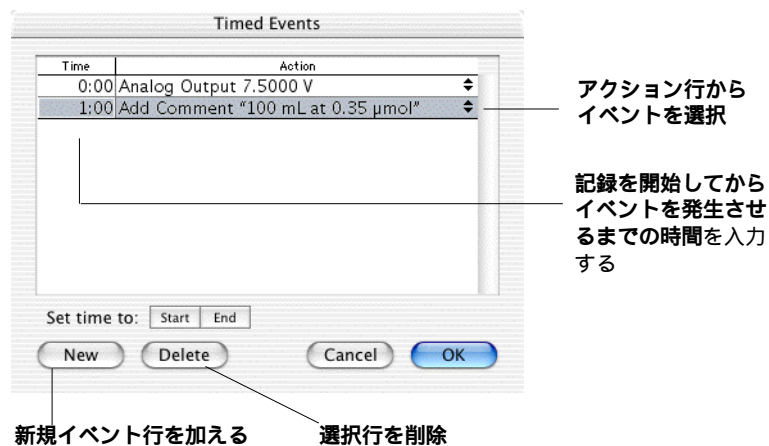 Timed Events
Time Action
0:00 Analog Output 7.5000 V
1:00 Add Comment “100 mL at 0.35 µmol”
アクション行から
イベントを選択
記録を開始してから
イベントを発生させ
るまでの時間を入力
する
Set time to: Start End
New Delete Cancel OK
新規イベント行を加える 選択行を削除